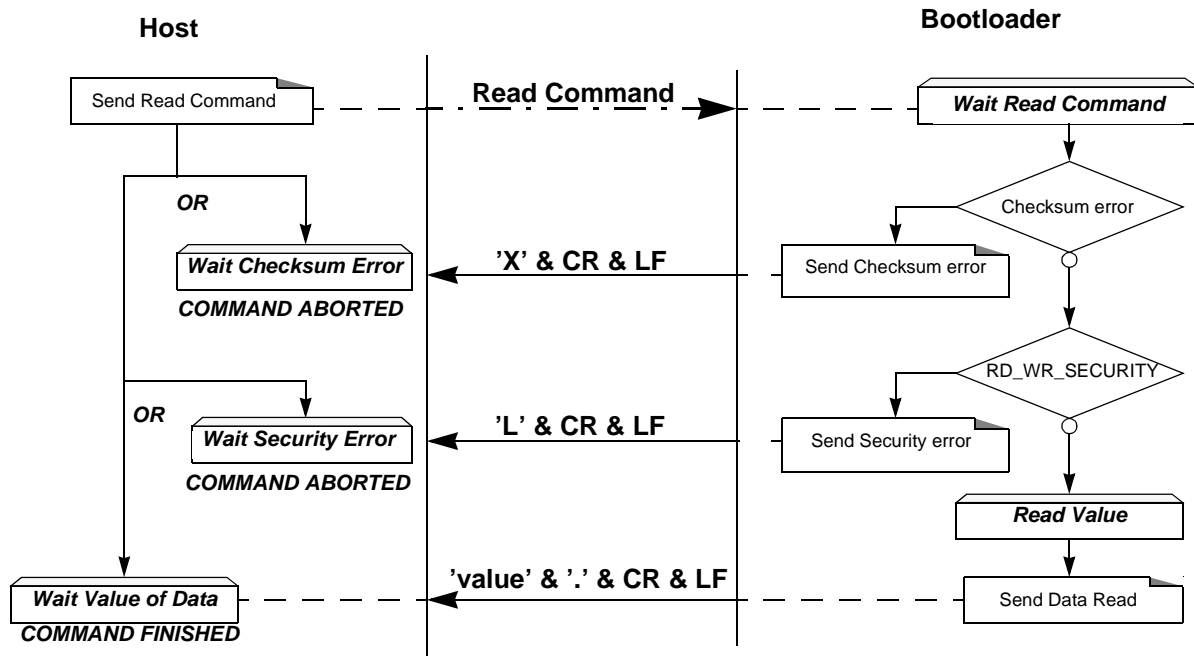 Host
Bootloader
Send Read Command
Read Command
Wait Read Command
OR
Checksum error
Wait Checksum Error
’X’ & CR & LF
Send Checksum error
COMMAND ABORTED
RD_WR_SECURITY
OR
Wait Security Error
’L’ & CR & LF
Send Security error
COMMAND ABORTED
Read Value
’value’ & ’.’ & CR & LF
Wait Value of Data
Send Data Read
COMMAND FINISHED